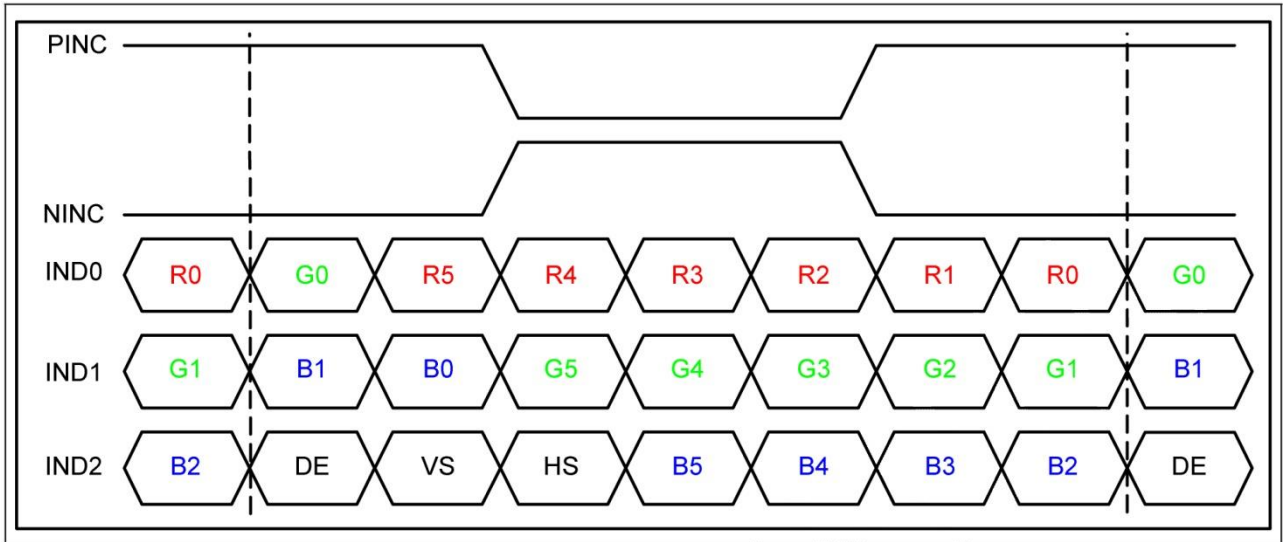 PINC
NINC
IND0 R0 G0 R5 R4 R3 R2 R1 R0 G0
IND1 G1 B1 B0 G5 G4 G3 G2 G1 B1
IND2 B2 DE VS HS B5 B4 B3 B2 DE